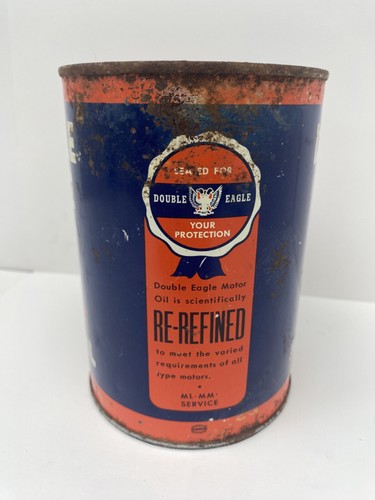 SEALED FOR
DOUBLE EAGLE
YOUR
PROTECTION
Double Eagle Motor
Oil is scientifically
RE-REFINED
to meet the varied
requirements of all
type motors.
•
ML-MM-
SERVICE
E